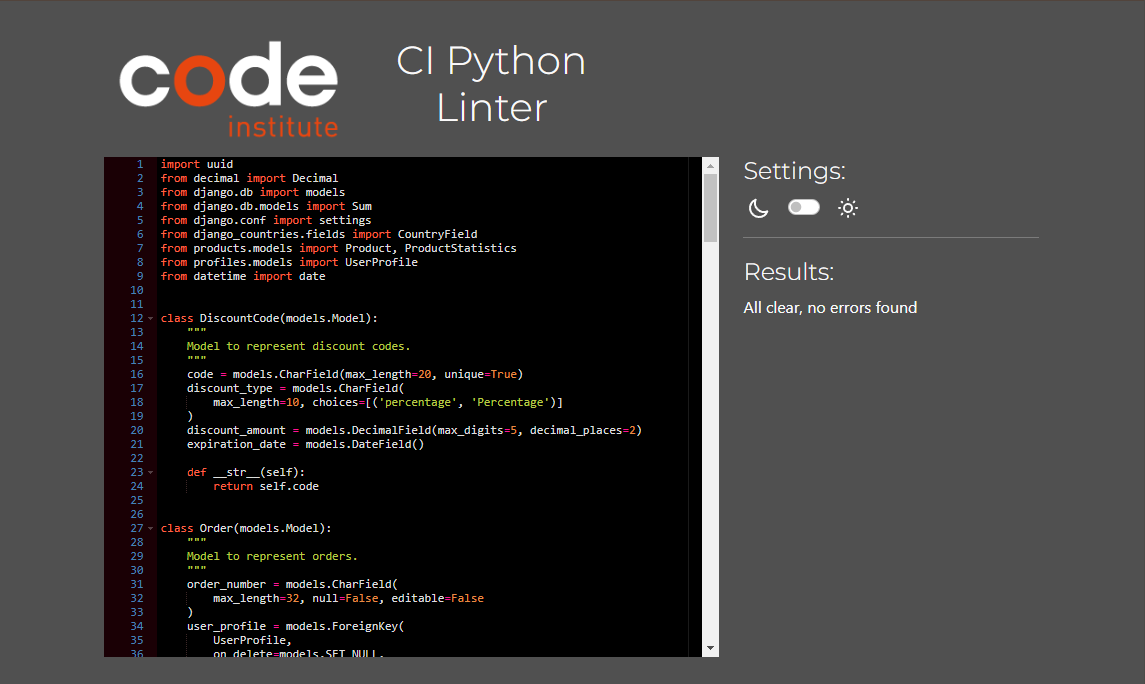 code
institute
CI Python
Linter
1 import uuid
2 from decimal import Decimal
3 from django.db import models
4 from django.db.models import Sum
5 from django.conf import settings
6 from django_countries.fields import CountryField
7 from products.models import Product, ProductStatistics
8 from profiles.models import UserProfile
9 from datetime import date
10
11
12 class DiscountCode(models.Model):
13     """
14     Model to represent discount codes.
15     """
16     code = models.CharField(max_length=20, unique=True)
17     discount_type = models.CharField(
18         max_length=10, choices=[('percentage', 'Percentage')]
19     )
20     discount_amount = models.DecimalField(max_digits=5, decimal_places=2)
21     expiration_date = models.DateField()
22
23     def __str__(self):
24         return self.code
25
26
27 class Order(models.Model):
28     """
29     Model to represent orders.
30     """
31     order_number = models.CharField(
32         max_length=32, null=False, editable=False
33     )
34     user_profile = models.ForeignKey(
35         UserProfile,
36         on_delete=models.SET_NULL,
Settings:
Results:
All clear, no errors found